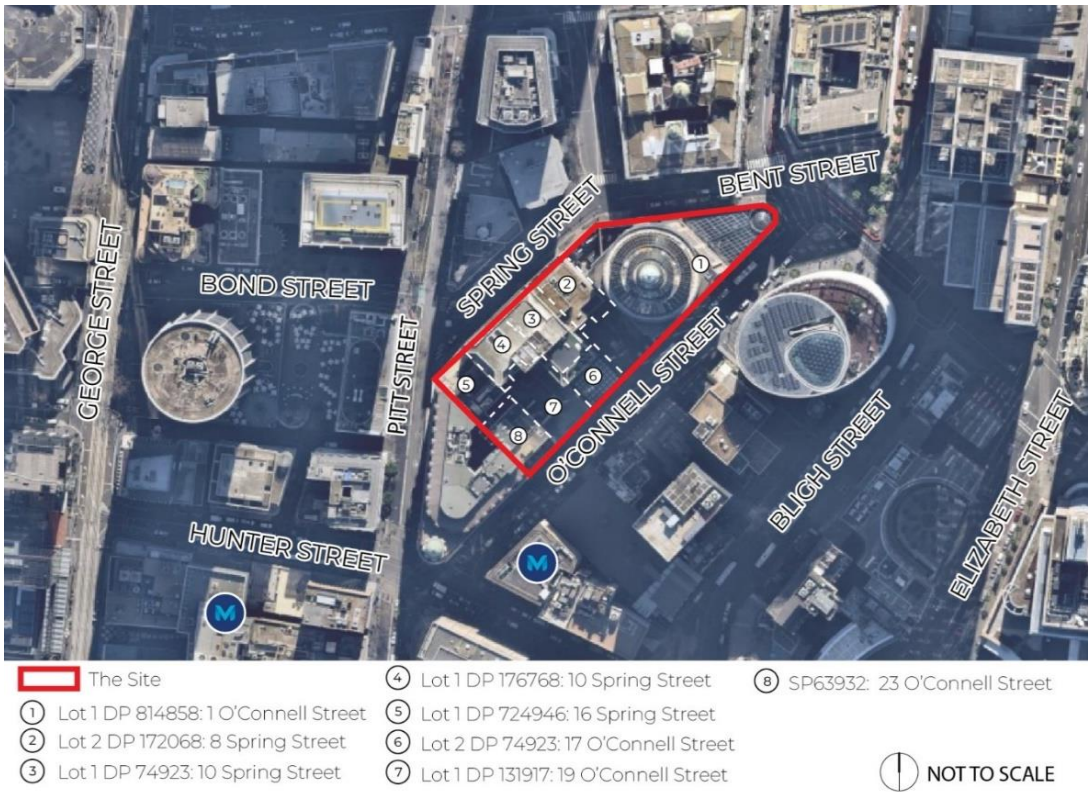 BENT STREET
SPRING STREET
GEORGE STREET
BOND STREET
PITT STREET
O'CONNELL STREET
BLIGH STREET
ELIZABETH STREET
HUNTER STREET
1
2
3
4
5
6
7
8
M
M
The Site
1 Lot 1 DP 814858: 1 O'Connell Street
2 Lot 2 DP 172068: 8 Spring Street
3 Lot 1 DP 74923: 10 Spring Street
4 Lot 1 DP 176768: 10 Spring Street
5 Lot 1 DP 724946: 16 Spring Street
6 Lot 2 DP 74923: 17 O'Connell Street
7 Lot 1 DP 131917: 19 O'Connell Street
8 SP63932: 23 O'Connell Street
NOT TO SCALE